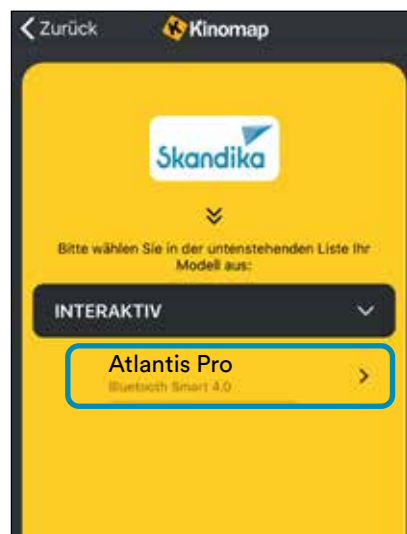 Zurück
Kinomap
Skandika
Bitte wählen Sie in der untenstehenden Liste Ihr
Modell aus:
INTERAKTIV
Atlantis Pro
Bluetooth Smart 4.0